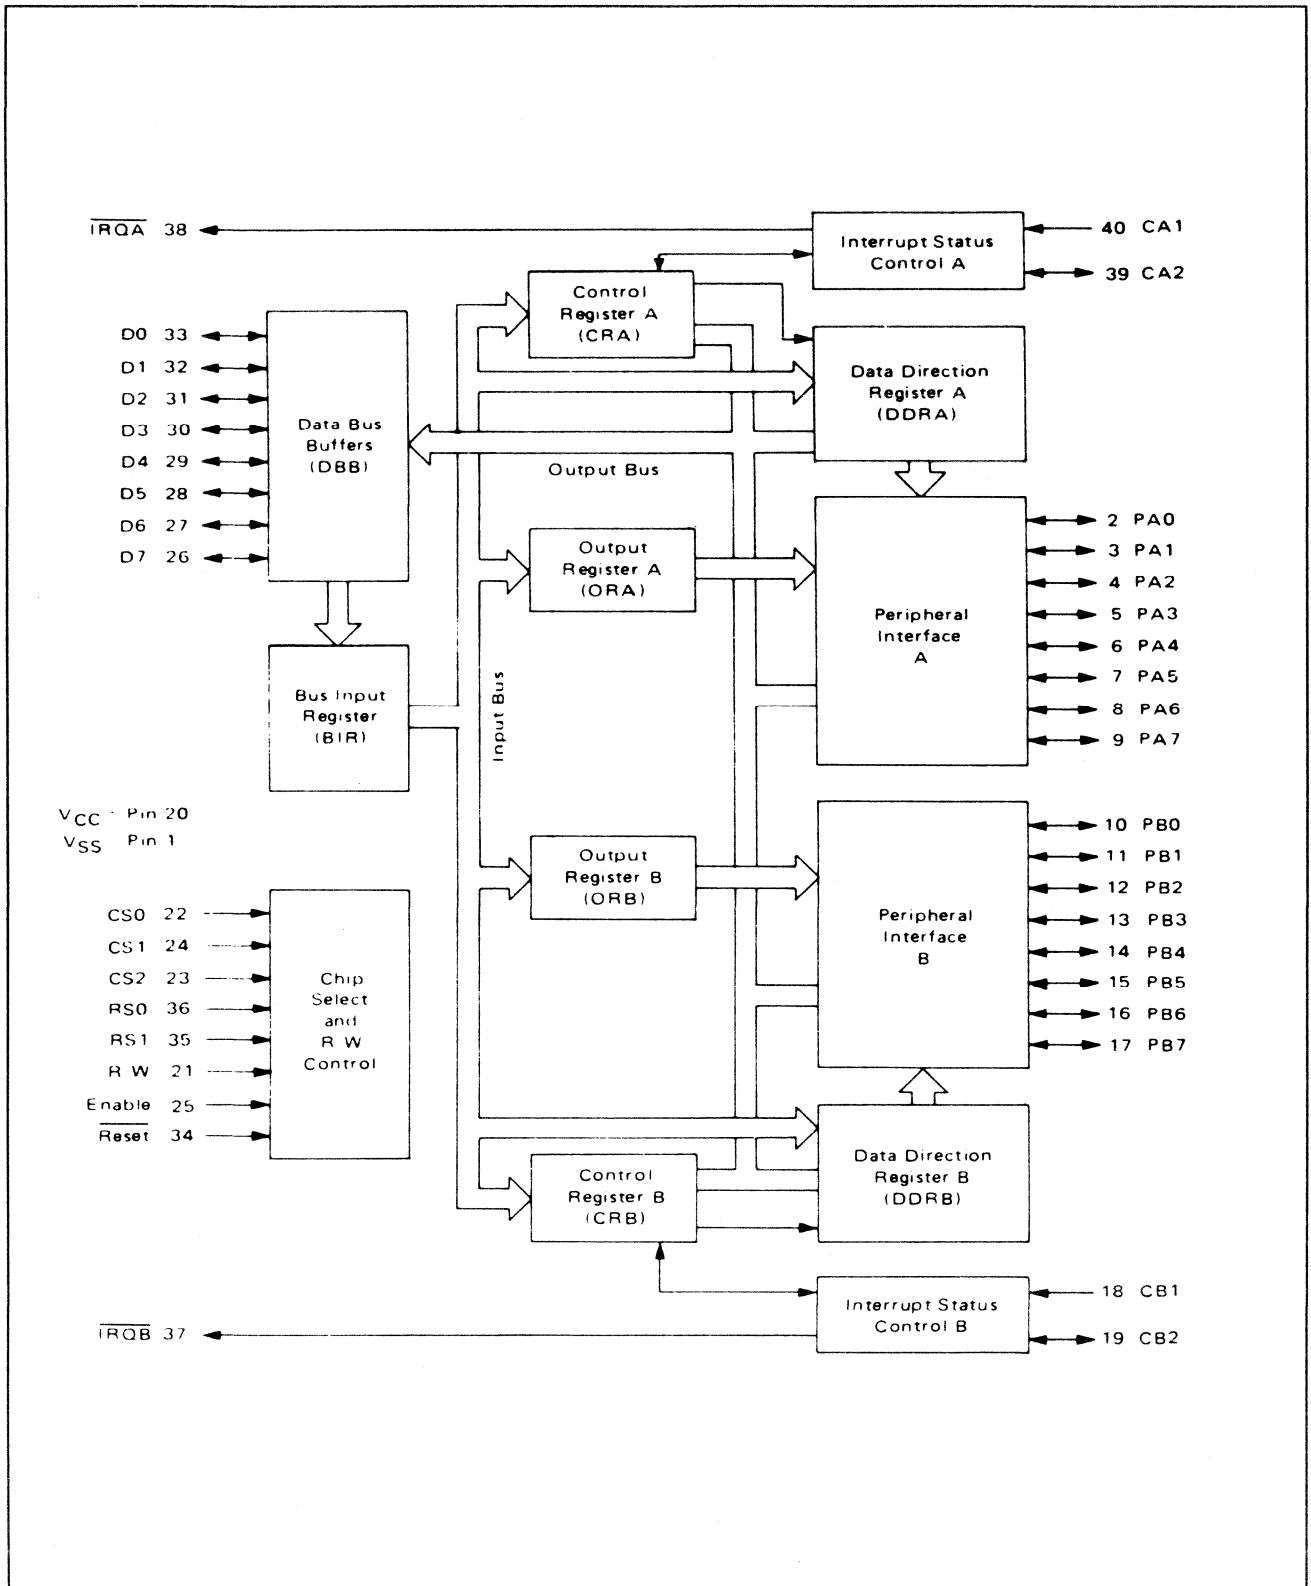 IRQA 38
40 CA1
Interrupt Status
Control A
39 CA2
Control
Register A
(CRA)
D0 33
D1 32
D2 31
D3 30
D4 29
D5 28
D6 27
D7 26
Data Bus
Buffers
(DBB)
Data Direction
Register A
(DDRA)
Output Bus
Output
Register A
(ORA)
Peripheral
Interface
A
2 PA0
3 PA1
4 PA2
5 PA3
6 PA4
7 PA5
8 PA6
9 PA7
Bus Input
Register
(BIR)
Input Bus
VCC - Pin 20
VSS Pin 1
Output
Register B
(ORB)
Peripheral
Interface
B
10 PB0
11 PB1
12 PB2
13 PB3
14 PB4
15 PB5
16 PB6
17 PB7
CS0 22
CS1 24
CS2 23
RS0 36
RS1 35
R W 21
Enable 25
Reset 34
Chip
Select
and
R W
Control
Control
Register B
(CRB)
Data Direction
Register B
(DDRB)
Interrupt Status
Control B
18 CB1
19 CB2
IRQB 37